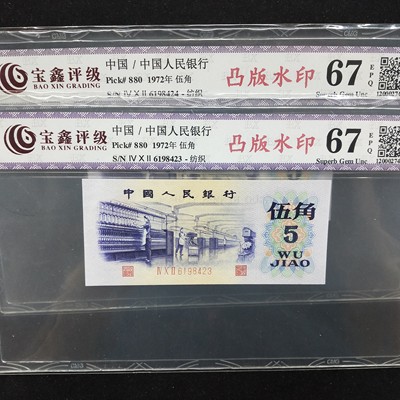 宝鑫评级
BAO XIN GRADING
中国 / 中国人民银行
Pick# 880 1972年 伍角
S/N IV X II 6198424 - 纺织
凸版水印
67
EPQ
Superb Gem Unc
宝鑫评级
BAO XIN GRADING
中国 / 中国人民银行
Pick# 880 1972年 伍角
S/N IV X II 6198423 - 纺织
凸版水印
67
EPQ
Superb Gem Unc
中國人民銀行
伍角
5
WU
JIAO
IV X II 6198423